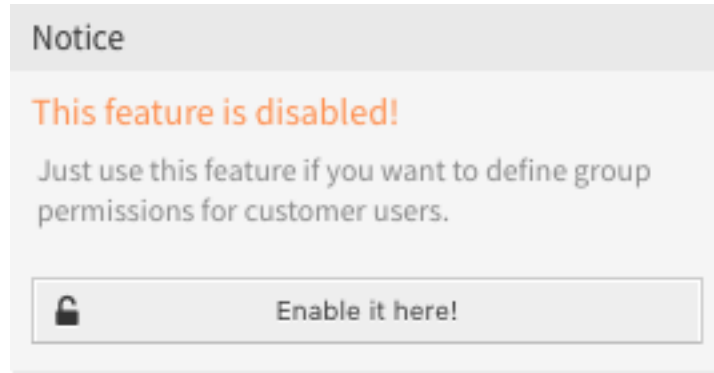 Notice
This feature is disabled!
Just use this feature if you want to define group
permissions for customer users.
Enable it here!